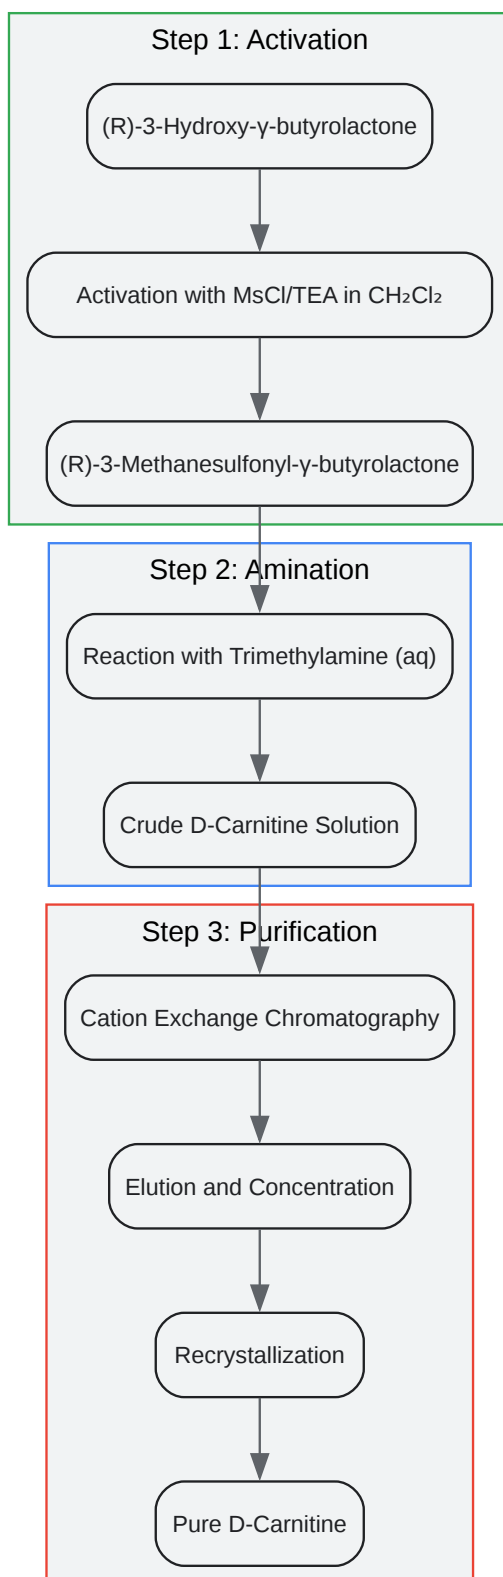 Step 1: Activation
(R)-3-Hydroxy-γ-butyrolactone
Activation with MsCl/TEA in CH₂Cl₂
(R)-3-Methanesulfonyl-γ-butyrolactone
Step 2: Amination
Reaction with Trimethylamine (aq)
Crude D-Carnitine Solution
Step 3: Purification
Cation Exchange Chromatography
Elution and Concentration
Recrystallization
Pure D-Carnitine